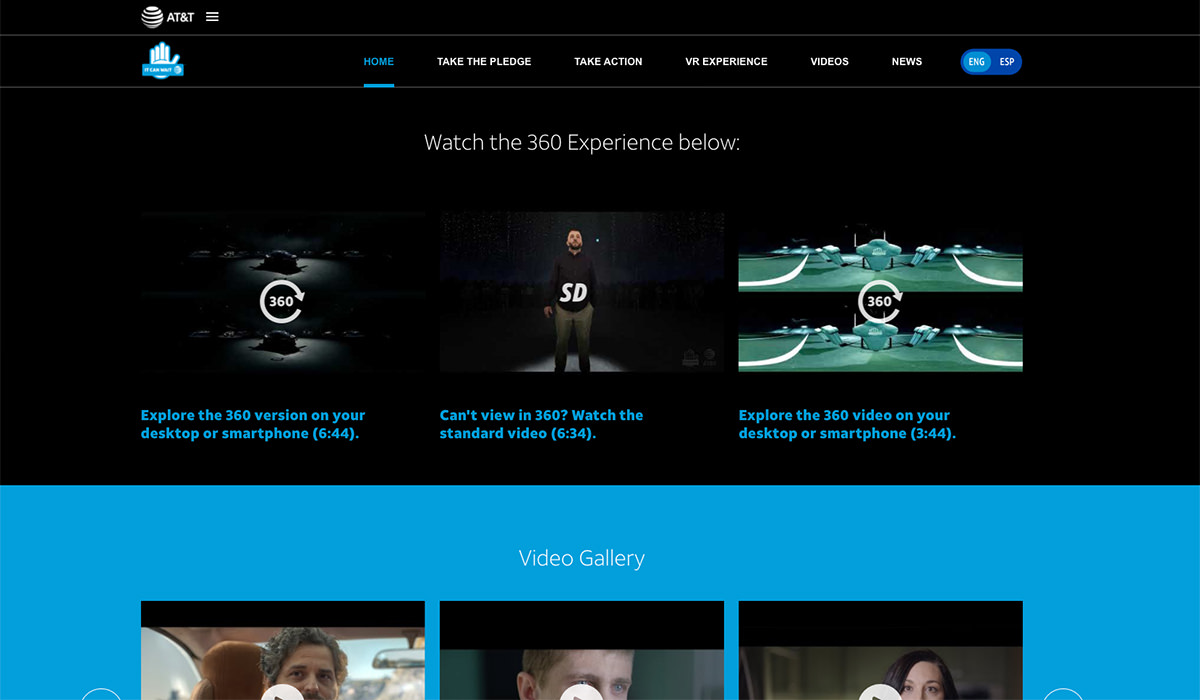 AT&T
IT CAN WAIT
HOME
TAKE THE PLEDGE
TAKE ACTION
VR EXPERIENCE
VIDEOS
NEWS
ENG
ESP
Watch the 360 Experience below:
360
SD
360
Explore the 360 version on your
desktop or smartphone (6:44).
Can't view in 360? Watch the
standard video (6:34).
Explore the 360 video on your
desktop or smartphone (3:44).
Video Gallery